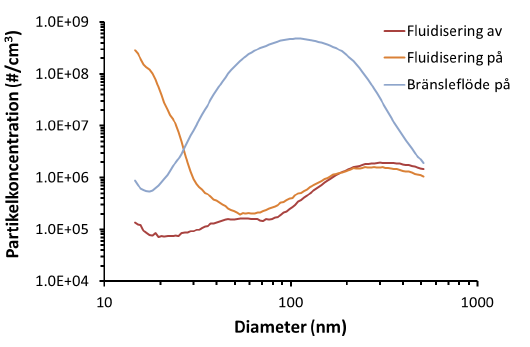 Partikelkoncentration (#/cm³)
1.0E+09
1.0E+08
1.0E+07
1.0E+06
1.0E+05
1.0E+04
10
100
1000
Diameter (nm)
Fluidisering av
Fluidisering på
Bränsleflöde på